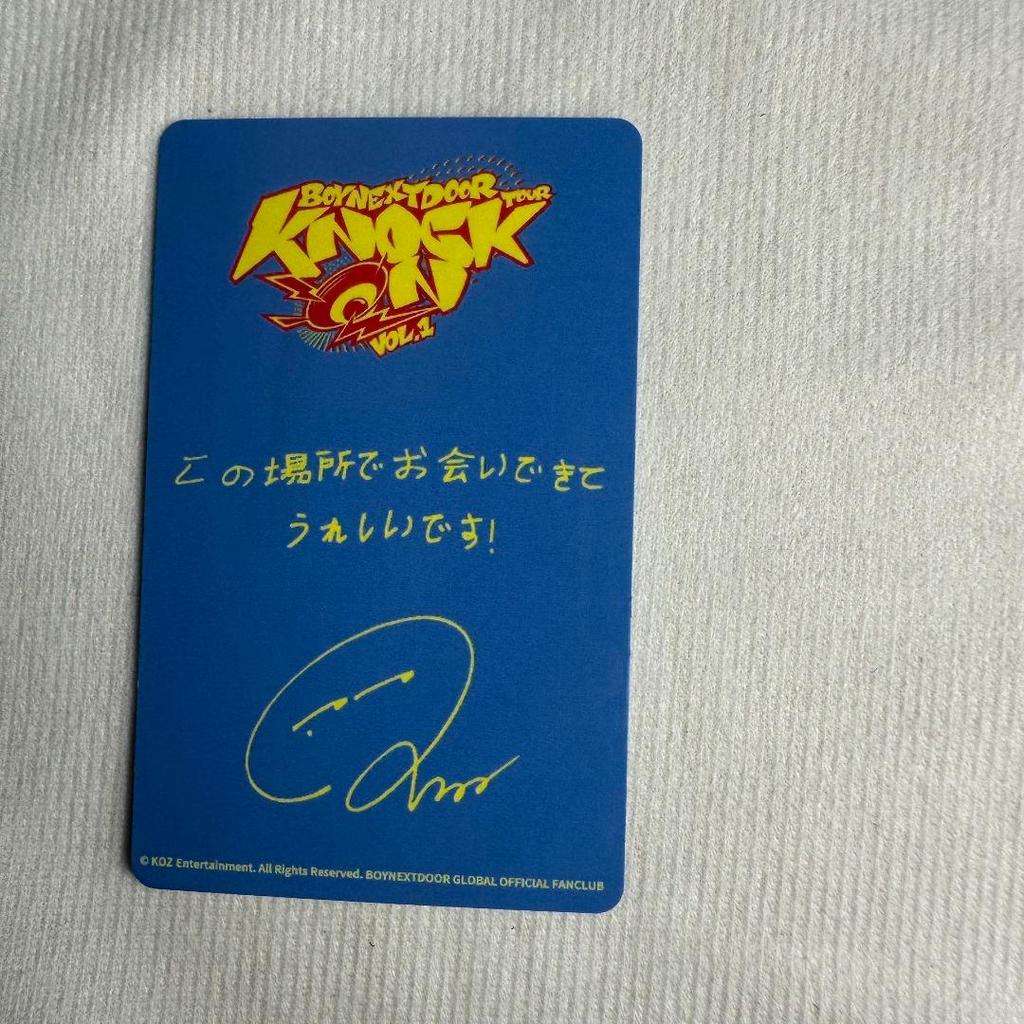 BOYNEXTDOOR TOUR
KNOCK
ON
VOL.1
この場所でお会いできて
うれしいです!
© KOZ Entertainment. All Rights Reserved. BOYNEXTDOOR GLOBAL OFFICIAL FANCLUB